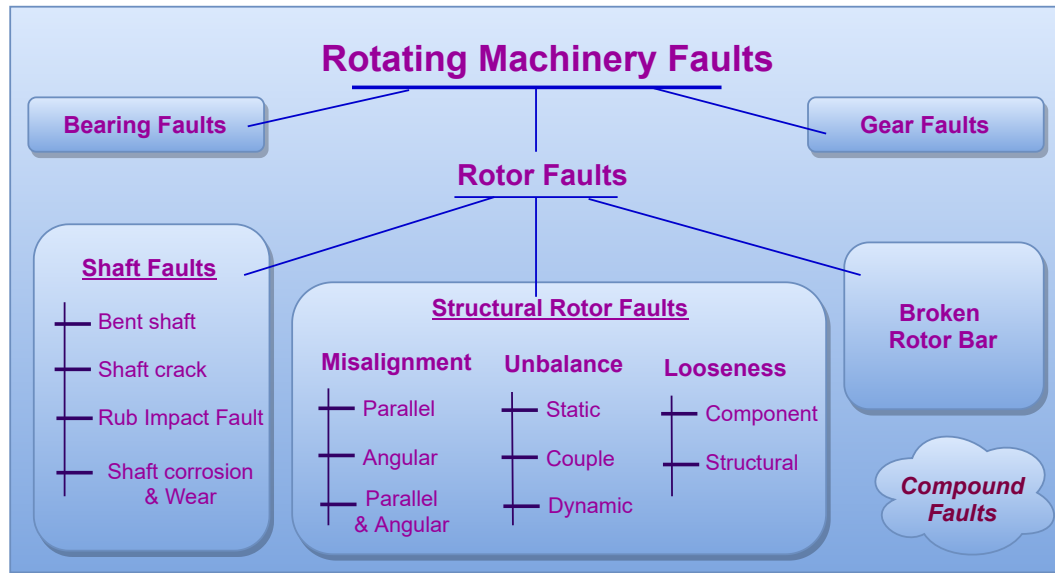 Rotating Machinery Faults
Bearing Faults
Gear Faults
Rotor Faults
Shaft Faults
Bent shaft
Shaft crack
Rub Impact Fault
Shaft corrosion
& Wear
Structural Rotor Faults
Misalignment
Parallel
Angular
Parallel
& Angular
Unbalance
Static
Couple
Dynamic
Looseness
Component
Structural
Broken
Rotor Bar
Compound
Faults